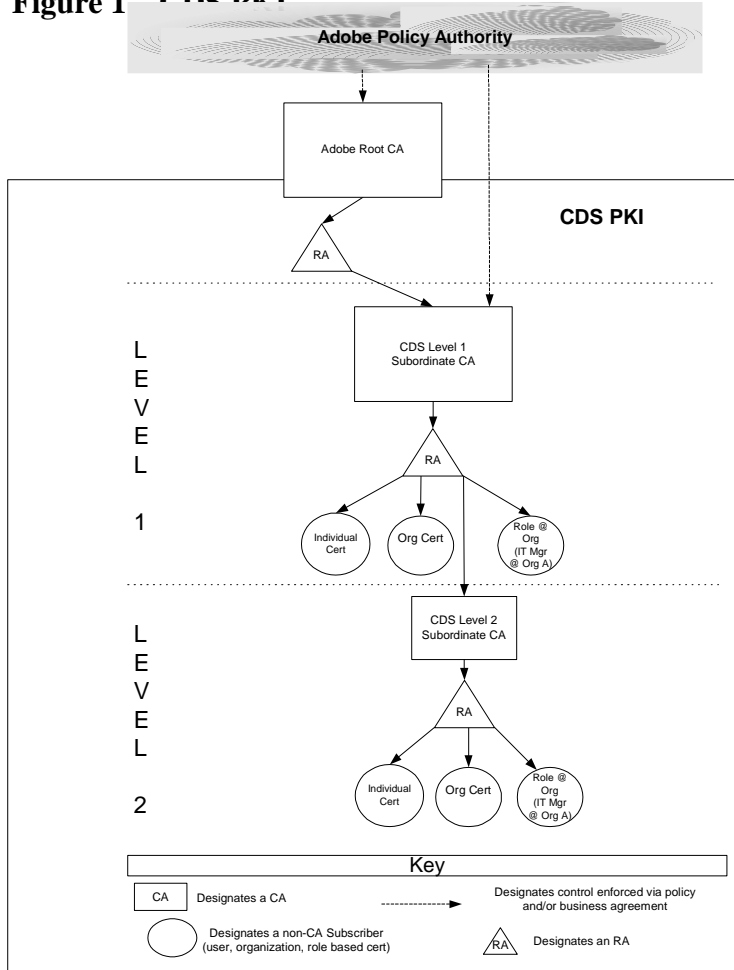 Figure 1
Adobe Policy Authority
Adobe Root CA
CDS PKI
RA
CDS Level 1
Subordinate CA
LEVEL 1
RA
Individual
Cert
Org Cert
Role @
Org
(IT Mgr
@ Org A)
CDS Level 2
Subordinate CA
LEVEL 2
RA
Individual
Cert
Org Cert
Role @
Org
(IT Mgr
@ Org A)
Key
CA
Designates a CA
Designates control enforced via policy
and/or business agreement
Designates a non-CA Subscriber
(user, organization, role based cert)
RA
Designates an RA